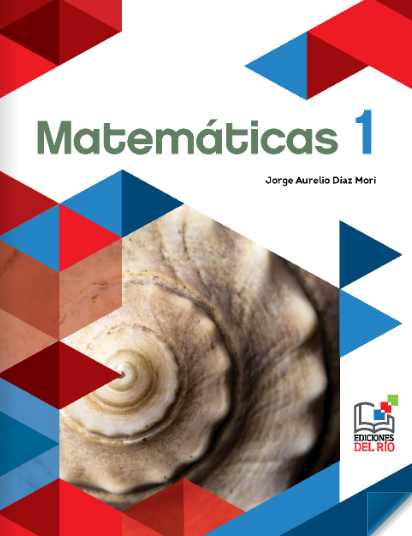 Matemáticas 1
Jorge Aurelio Díaz Mori
EDICIONES
DEL RÍO